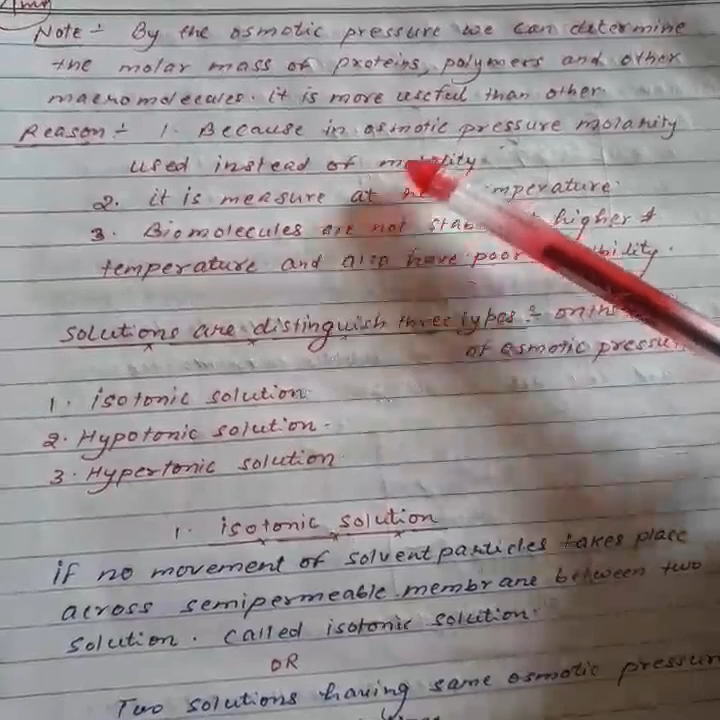 4m
Note ÷ By the osmotic pressure we can determine
the molar mass of proteins, polymers and other
macromolecules. it is more useful than other.
Reason ÷ 1. Because in osmotic pressure molarity
used instead of
2. it is measure at
3. Biomolecules are not higher
temperature and also have poor
Solutions are distinguish three types ÷ on
of osmotic
1. isotonic solution
2. Hypotonic solution.
3. Hypertonic solution
1. isotonic solution
if no movement of solvent particles takes place
across semipermeable membrane between two
solution. called isotonic solution.
OR
Two solutions having same osmotic pressure